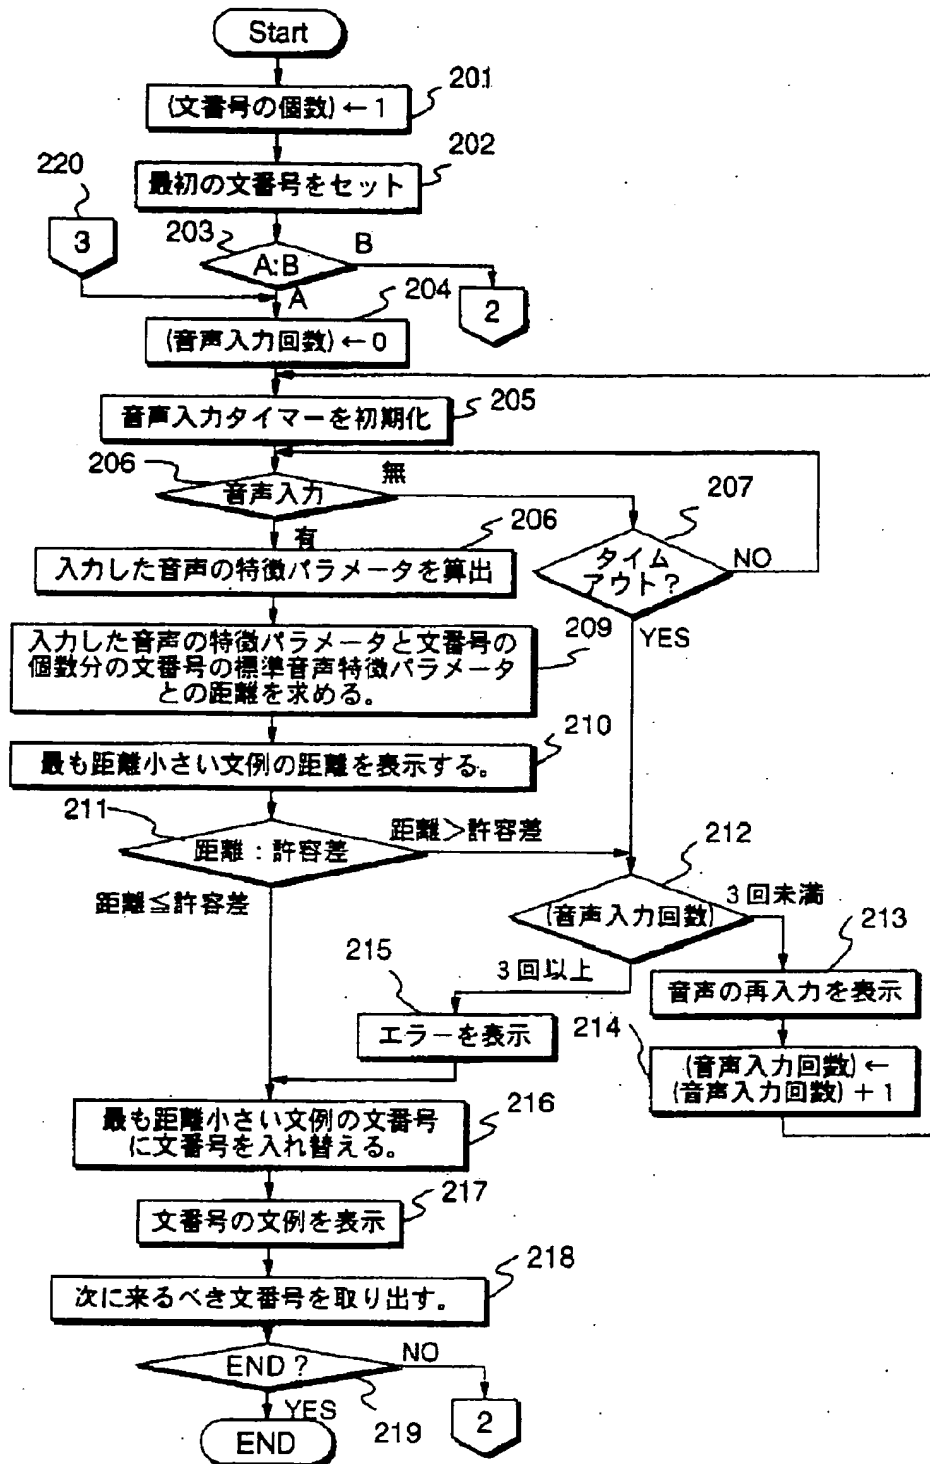 Start
201
(文番号の個数)←1
202
最初の文番号をセット
220
3
203
A:B
B
2
A
204
(音声入力回数)←0
205
音声入力タイマーを初期化
206
音声入力
無
有
207
タイム
アウト?
NO
YES
206
入力した音声の特徴パラメータを算出
209
入力した音声の特徴パラメータと文番号の
個数分の文番号の標準音声特徴パラメータ
との距離を求める。
210
最も距離小さい文例の距離を表示する。
211
距離:許容差
距離>許容差
距離≦許容差
212
(音声入力回数)
3回未満
3回以上
213
音声の再入力を表示
214
(音声入力回数)←
(音声入力回数)+1
215
エラーを表示
216
最も距離小さい文例の文番号
に文番号を入れ替える。
217
文番号の文例を表示
218
次に来るべき文番号を取り出す。
END?
NO
219
YES
2
END